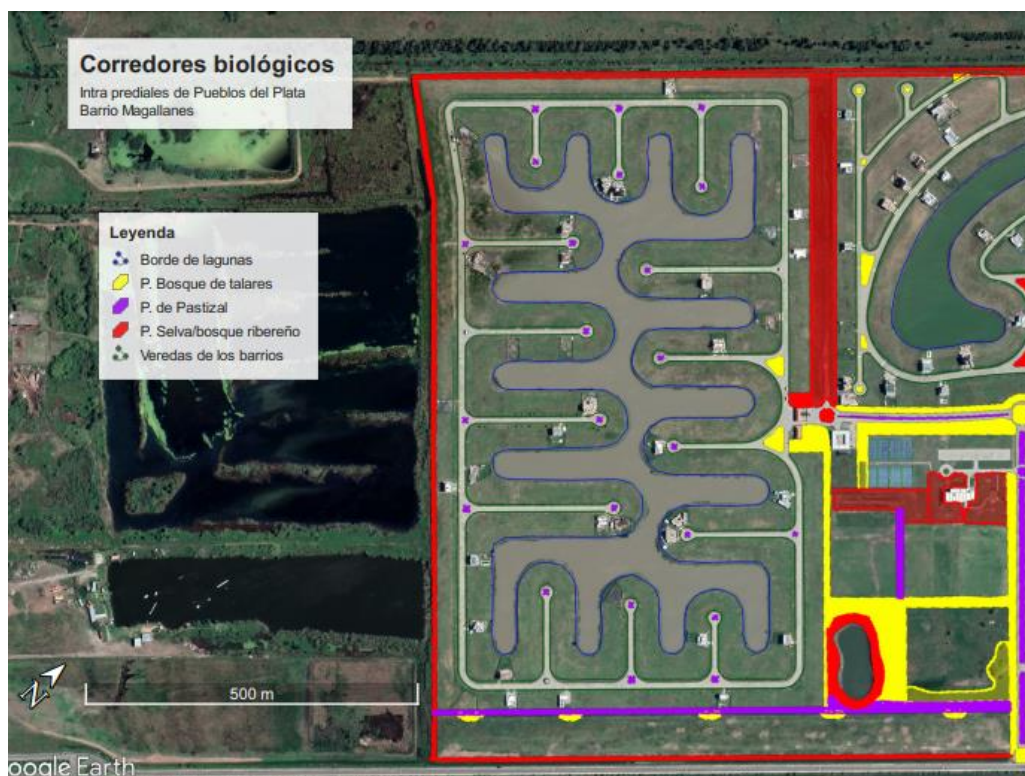 Corredores biológicos
Intra prediales de Pueblos del Plata
Barrio Magallanes
Leyenda
Borde de lagunas
P. Bosque de talares
P. de Pastizal
P. Selva/bosque ribereño
Veredas de los barrios
N
500 m
oogle Earth